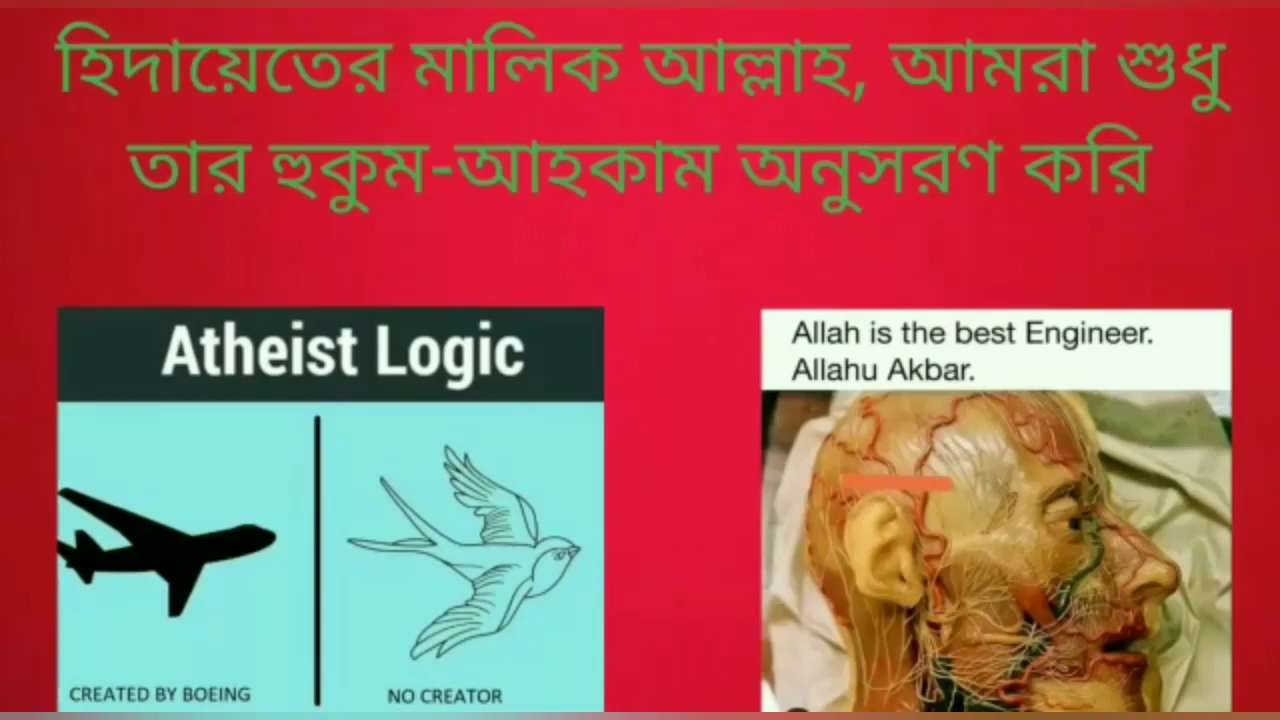 হিদায়েতের মালিক আল্লাহ, আমরা শুধু
তার হুকুম-আহকাম অনুসরণ করি
Atheist Logic
CREATED BY BOEING
NO CREATOR
Allah is the best Engineer.
Allahu Akbar.